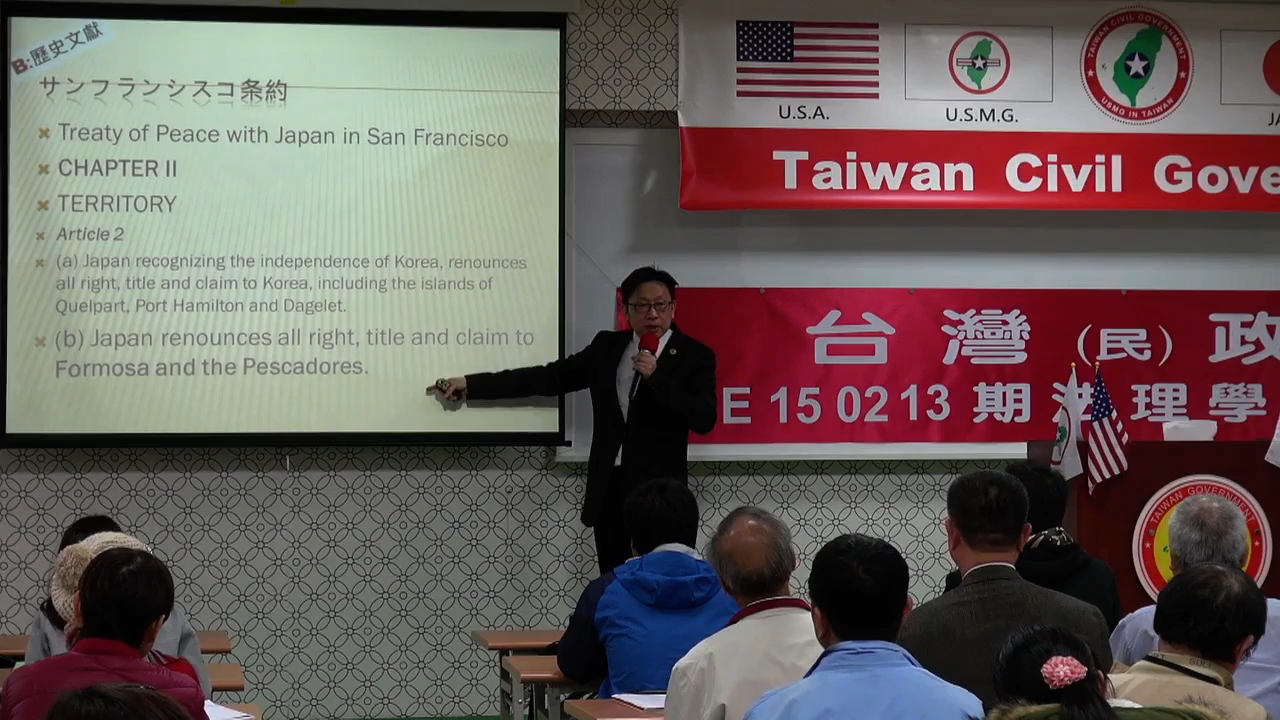 B:歷史文獻
サンフランシスコ条約
Treaty of Peace with Japan in San Francisco
CHAPTER II
TERRITORY
Article 2
(a) Japan recognizing the independence of Korea, renounces
all right, title and claim to Korea, including the islands of
Quelpart, Port Hamilton and Dagelet.
(b) Japan renounces all right, title and claim to
Formosa and the Pescadores.
U.S.A.
U.S.M.G.
TAIWAN CIVIL GOVERNMENT
USMG IN TAIWAN
JA
Taiwan Civil Gove
台灣(民)政
E 15 02 13 期 法理學
TAIWAN GOVERNMENT